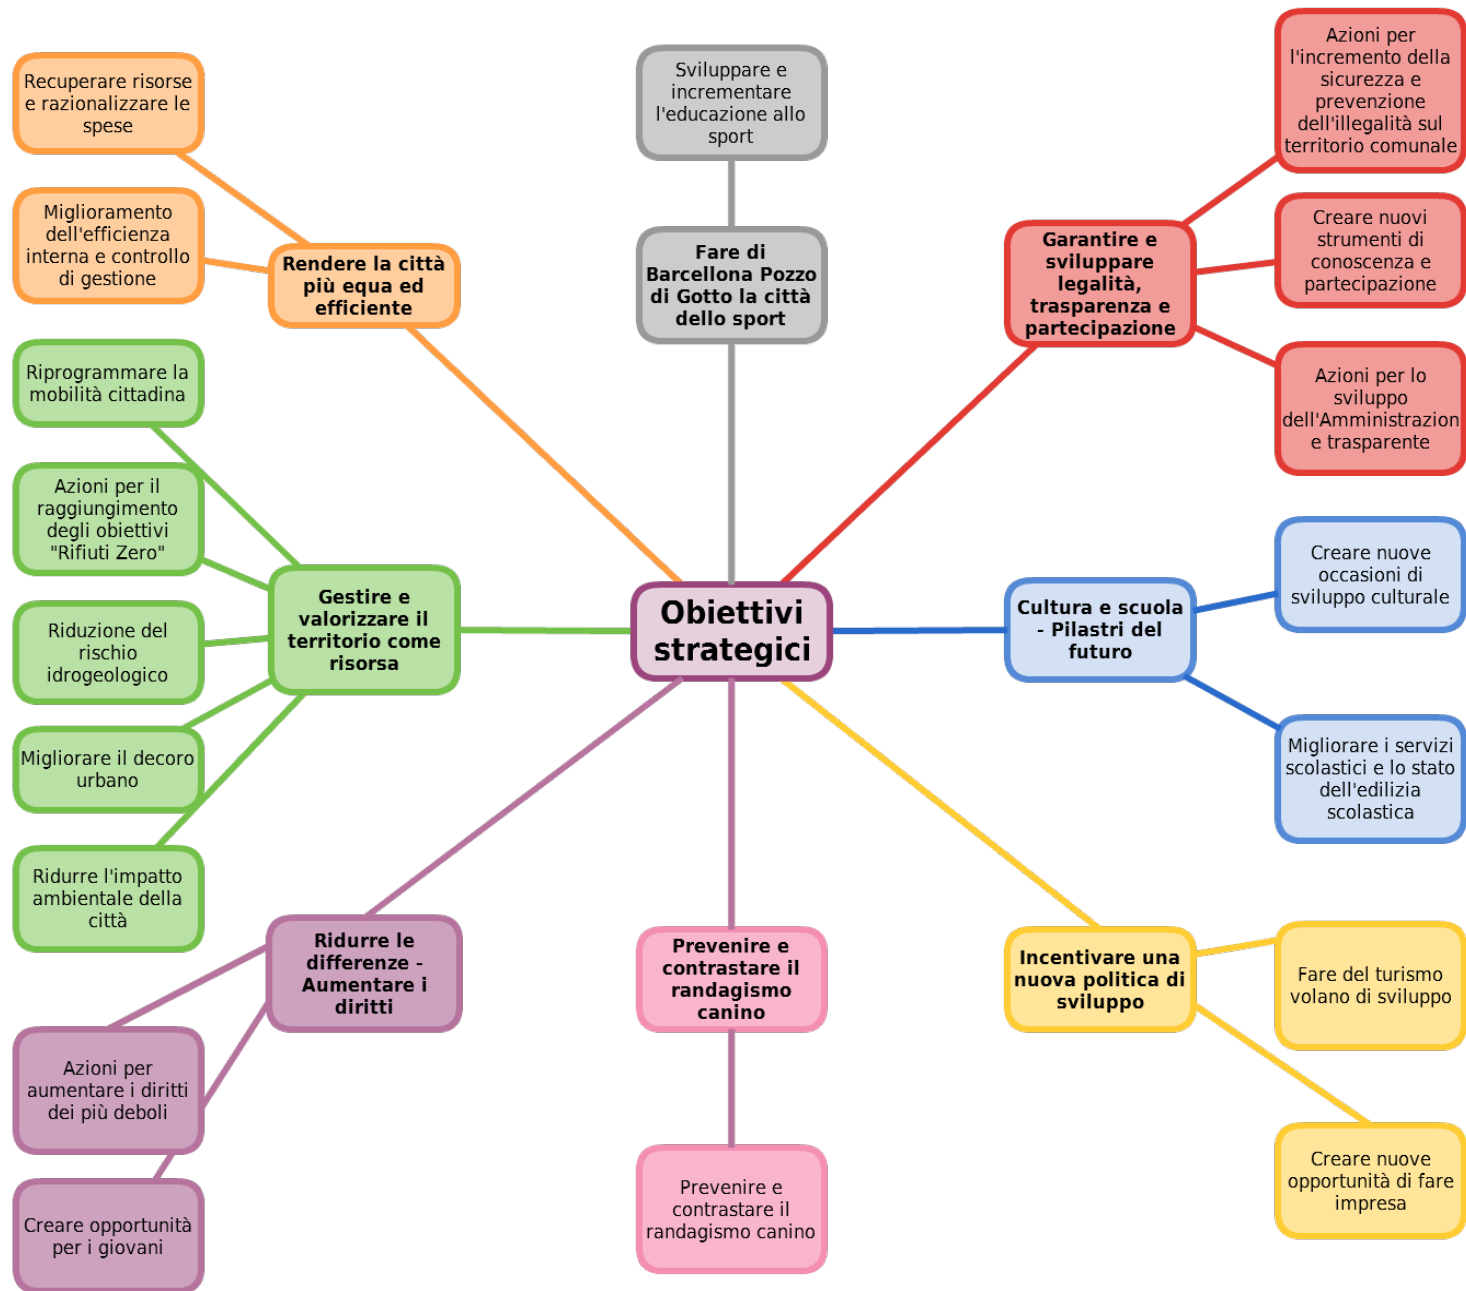 Recuperare risorse
e razionalizzare le
spese
Miglioramento
dell'efficienza
interna e controllo
di gestione
Rendere la città
più equa ed
efficiente
Sviluppare e
incrementare
l'educazione allo
sport
Fare di
Barcellona Pozzo
di Gotto la città
dello sport
Azioni per
l'incremento della
sicurezza e
prevenzione
dell'illegalità sul
territorio comunale
Creare nuovi
strumenti di
conoscenza e
partecipazione
Azioni per lo
sviluppo
dell'Amministrazion
e trasparente
Garantire e
sviluppare
legalità,
trasparenza e
partecipazione
Riprogrammare la
mobilità cittadina
Azioni per il
raggiungimento
degli obiettivi
"Rifiuti Zero"
Riduzione del
rischio
idrogeologico
Migliorare il decoro
urbano
Ridurre l'impatto
ambientale della
città
Gestire e
valorizzare il
territorio come
risorsa
Obiettivi
strategici
Cultura e scuola
- Pilastri del
futuro
Creare nuove
occasioni di
sviluppo culturale
Migliorare i servizi
scolastici e lo stato
dell'edilizia
scolastica
Ridurre le
differenze -
Aumentare i
diritti
Azioni per
aumentare i diritti
dei più deboli
Creare opportunità
per i giovani
Prevenire e
contrastare il
randagismo
canino
Prevenire e
contrastare il
randagismo canino
Incentivare una
nuova politica di
sviluppo
Fare del turismo
volano di sviluppo
Creare nuove
opportunità di fare
impresa